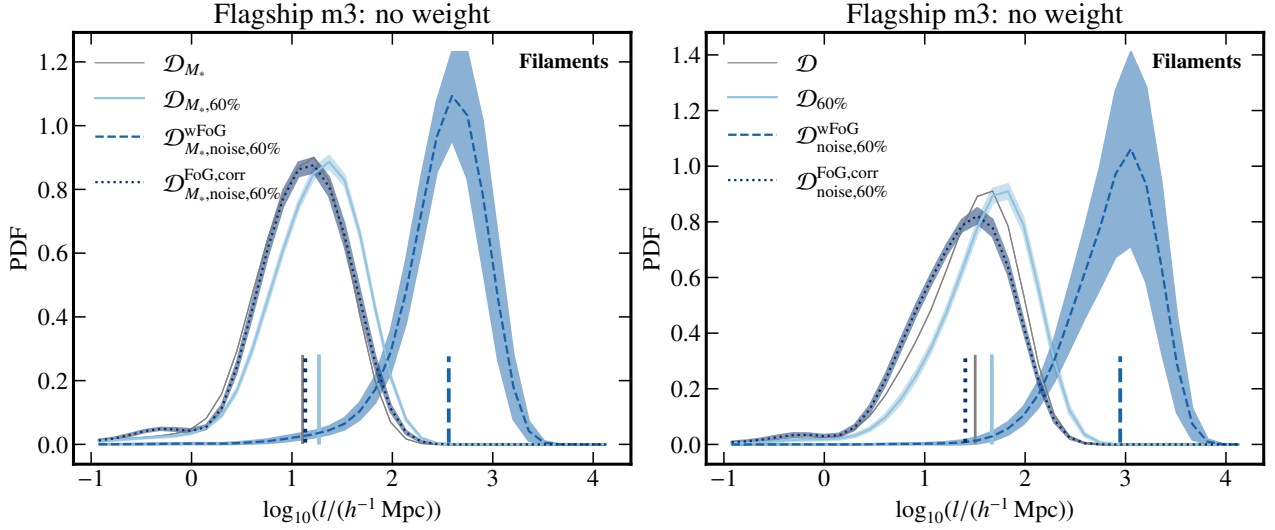 Flagship m3: no weight
Filaments
𝒟_{M_*}
𝒟_{M_*,60%}
𝒟^{wFoG}_{M_*,noise,60%}
𝒟^{FoG,corr}_{M_*,noise,60%}
PDF
1.2
1.0
0.8
0.6
0.4
0.2
0.0
−1 0 1 2 3 4
log₁₀(l/(h⁻¹ Mpc))
Flagship m3: no weight
Filaments
𝒟
𝒟_{60%}
𝒟^{wFoG}_{noise,60%}
𝒟^{FoG,corr}_{noise,60%}
PDF
1.4
1.2
1.0
0.8
0.6
0.4
0.2
0.0
−1 0 1 2 3 4
log₁₀(l/(h⁻¹ Mpc))